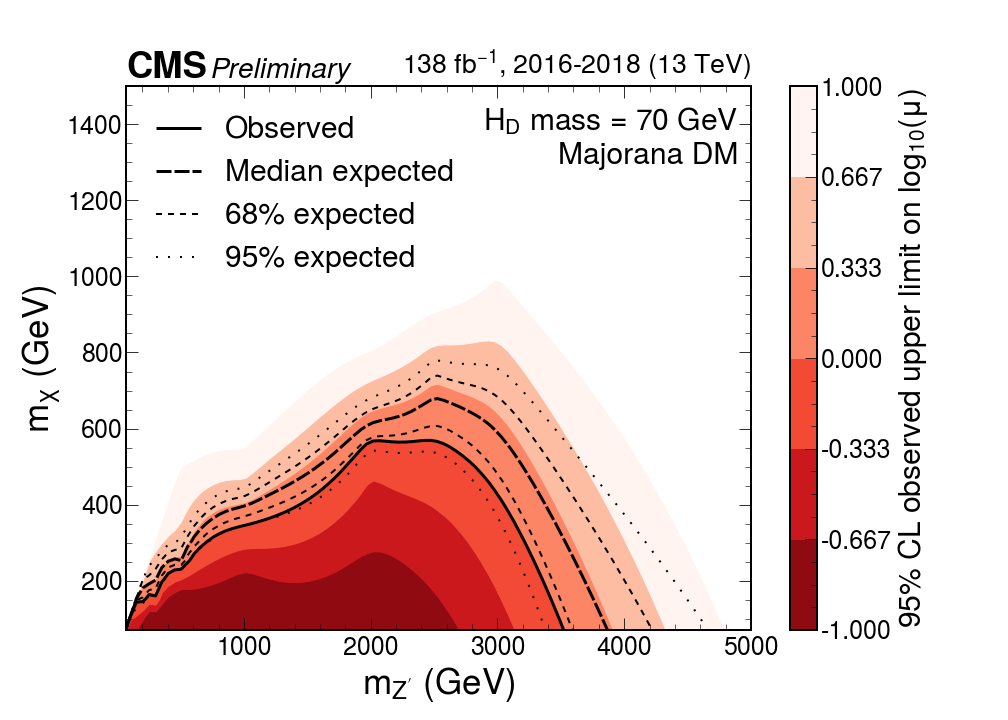 CMS Preliminary 138 fb⁻¹, 2016-2018 (13 TeV)
H_D mass = 70 GeV
Majorana DM
Observed
Median expected
68% expected
95% expected
1400
1200
1000
800
600
400
200
m_χ (GeV)
1000 2000 3000 4000 5000
m_Z′ (GeV)
1.000
0.667
0.333
0.000
-0.333
-0.667
-1.000
95% CL observed upper limit on log₁₀(μ)